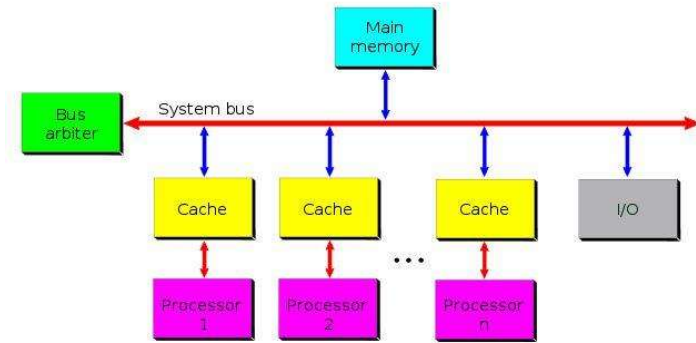 Main
memory
System bus
Bus
arbiter
Cache
Cache
Cache
I/O
...
Processor
1
Processor
2
Processor
n